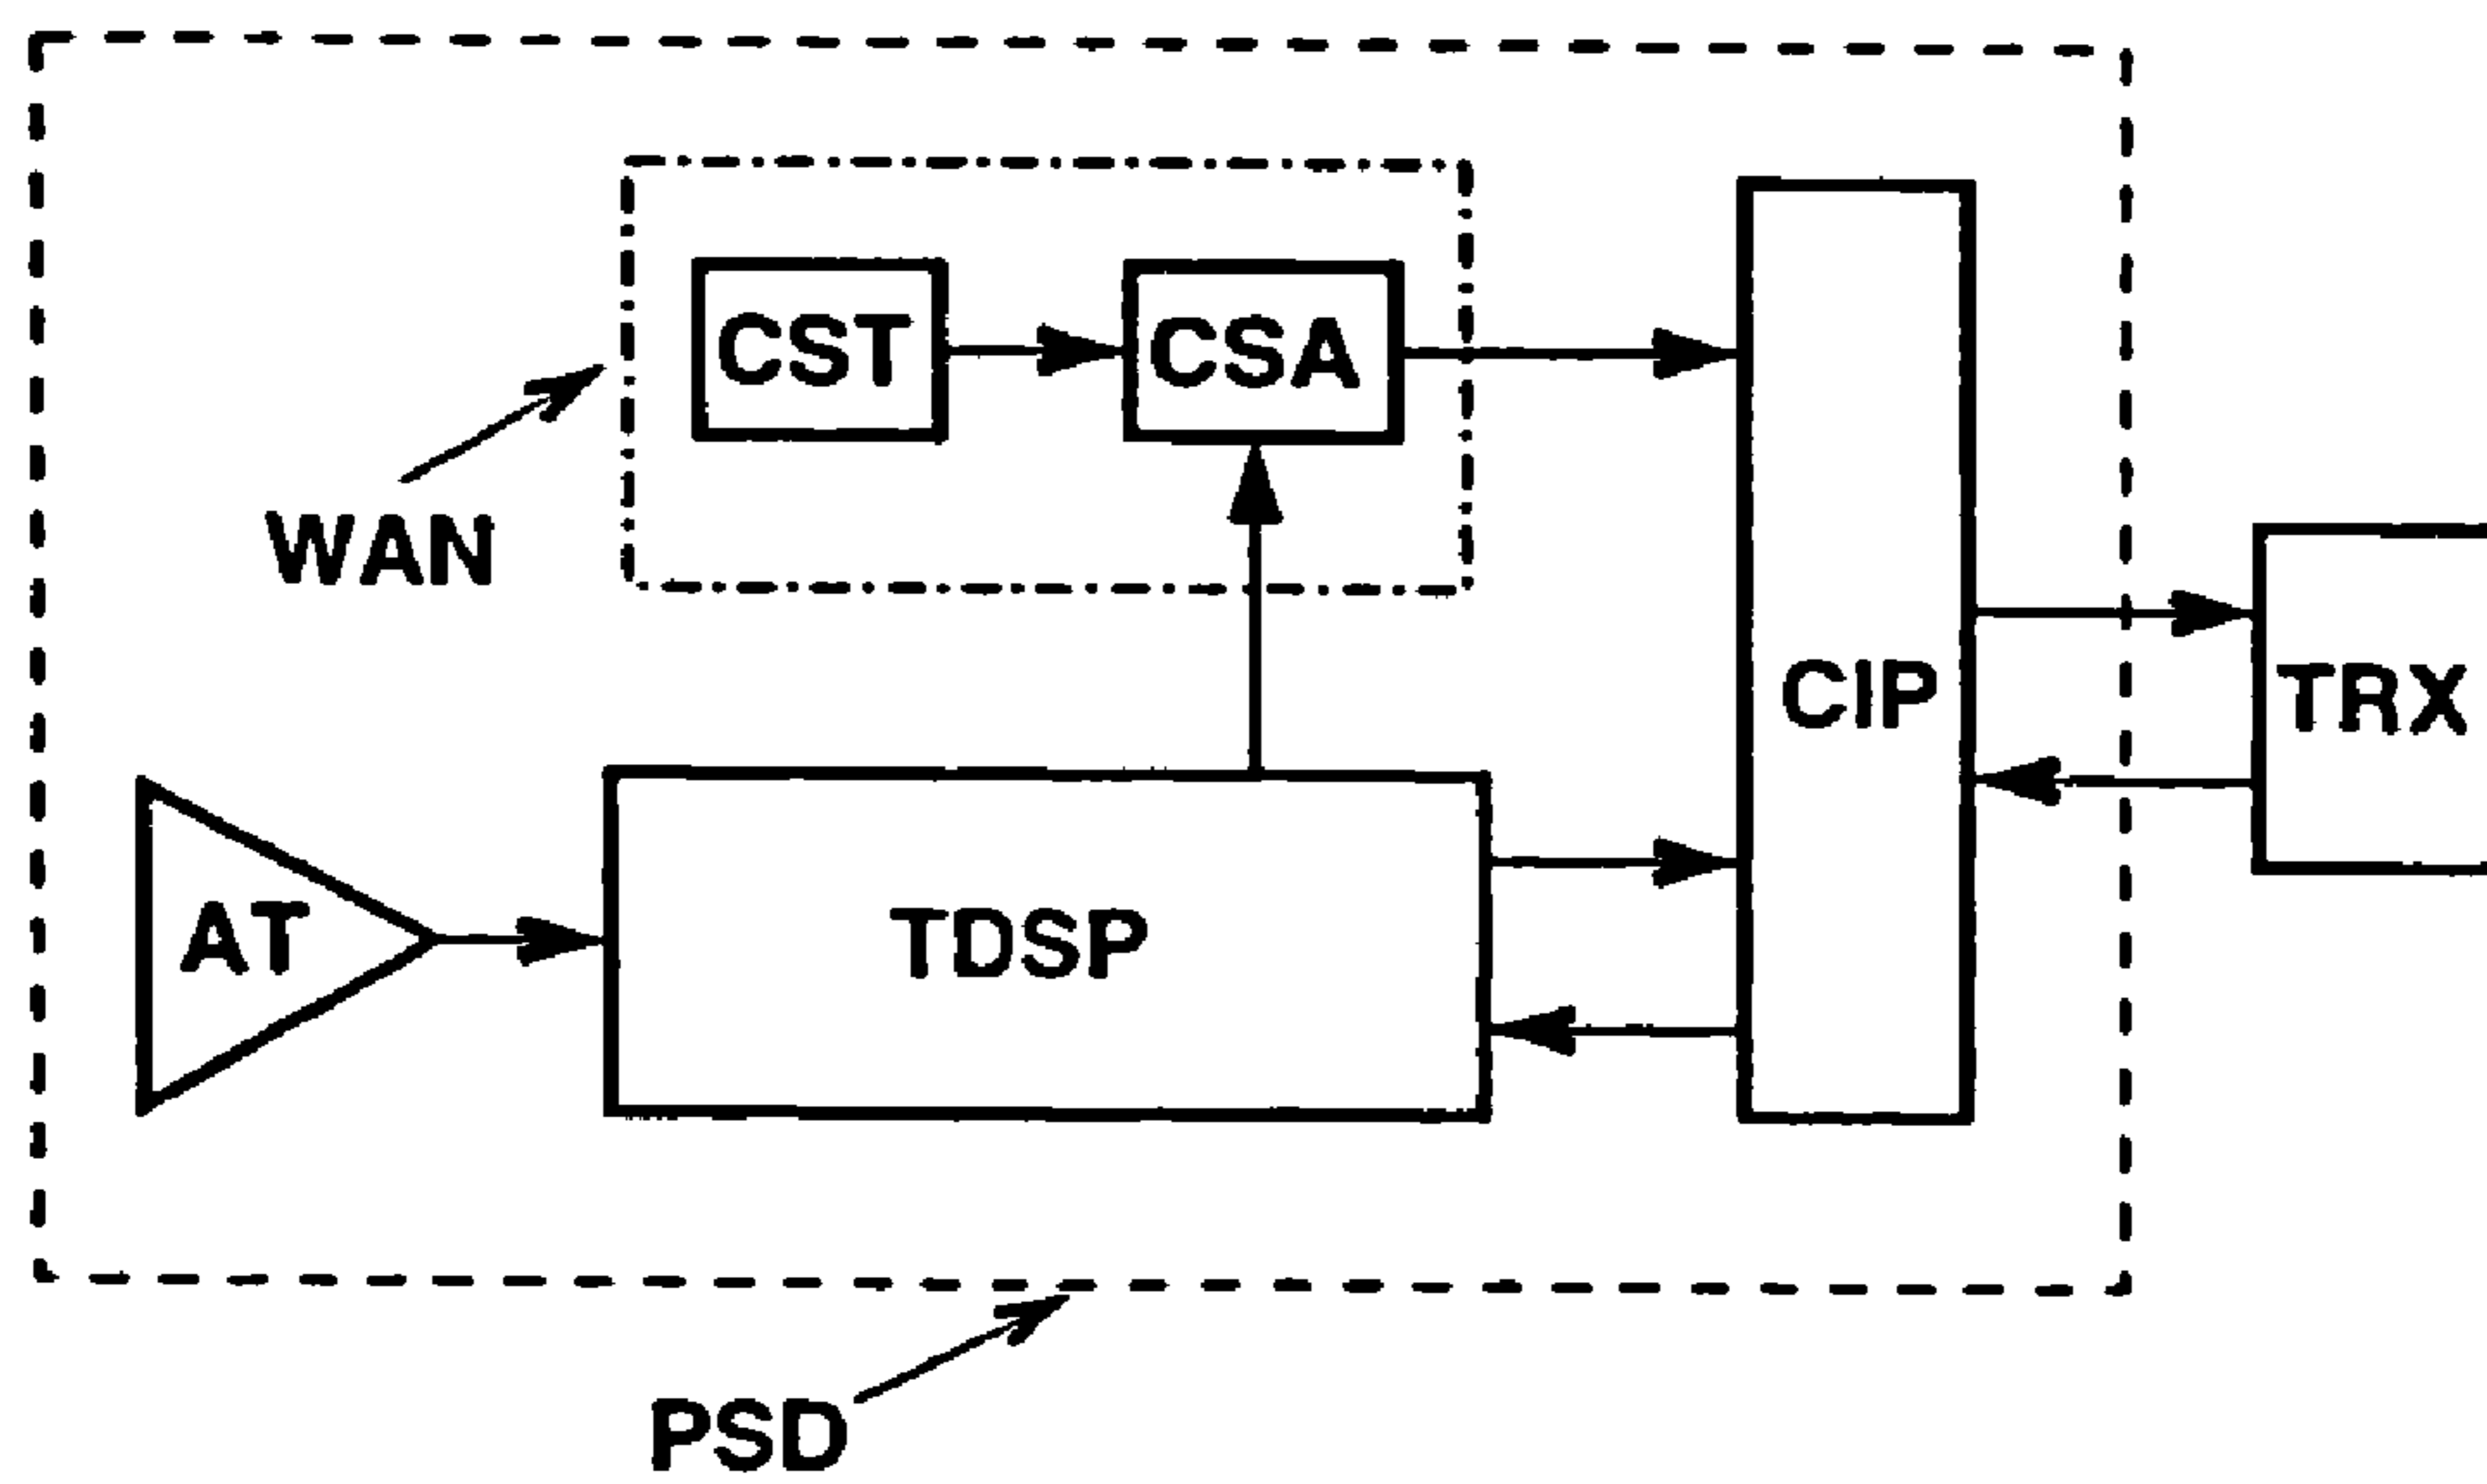 CST
CSA
WAN
CIP
TRX
AT
TDSP
PSD